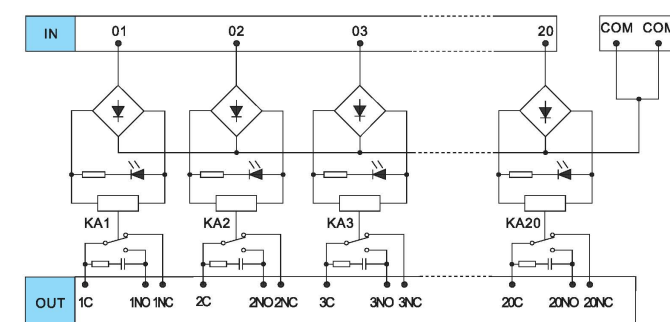 IN 01 02 03 20 COM COM
KA1 KA2 KA3 KA20
OUT 1C 1NO 1NC 2C 2NO 2NC 3C 3NO 3NC 20C 20NO 20NC